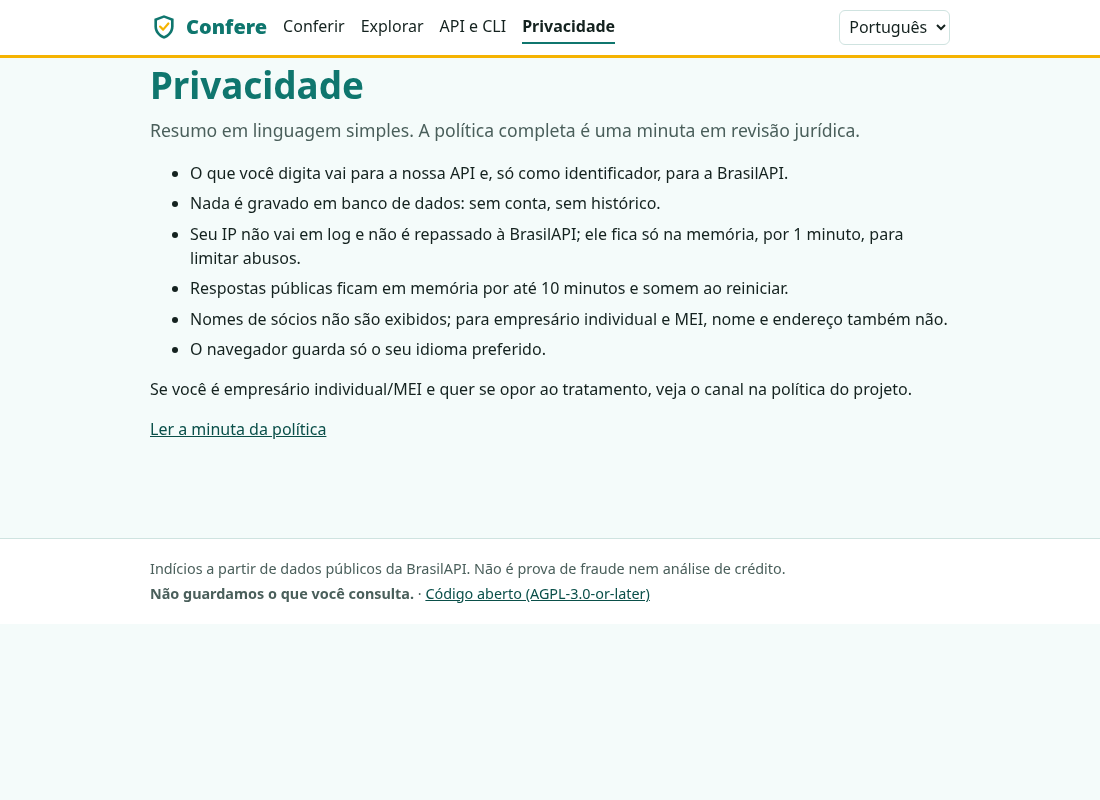 Confere Conferir Explorar API e CLI Privacidade Português
Privacidade
Resumo em linguagem simples. A política completa é uma minuta em revisão jurídica.
• O que você digita vai para a nossa API e, só como identificador, para a BrasilAPI.
• Nada é gravado em banco de dados: sem conta, sem histórico.
• Seu IP não vai em log e não é repassado à BrasilAPI; ele fica só na memória, por 1 minuto, para
limitar abusos.
• Respostas públicas ficam em memória por até 10 minutos e somem ao reiniciar.
• Nomes de sócios não são exibidos; para empresário individual e MEI, nome e endereço também não.
• O navegador guarda só o seu idioma preferido.
Se você é empresário individual/MEI e quer se opor ao tratamento, veja o canal na política do projeto.
Ler a minuta da política
Indícios a partir de dados públicos da BrasilAPI. Não é prova de fraude nem análise de crédito.
Não guardamos o que você consulta. · Código aberto (AGPL-3.0-or-later)